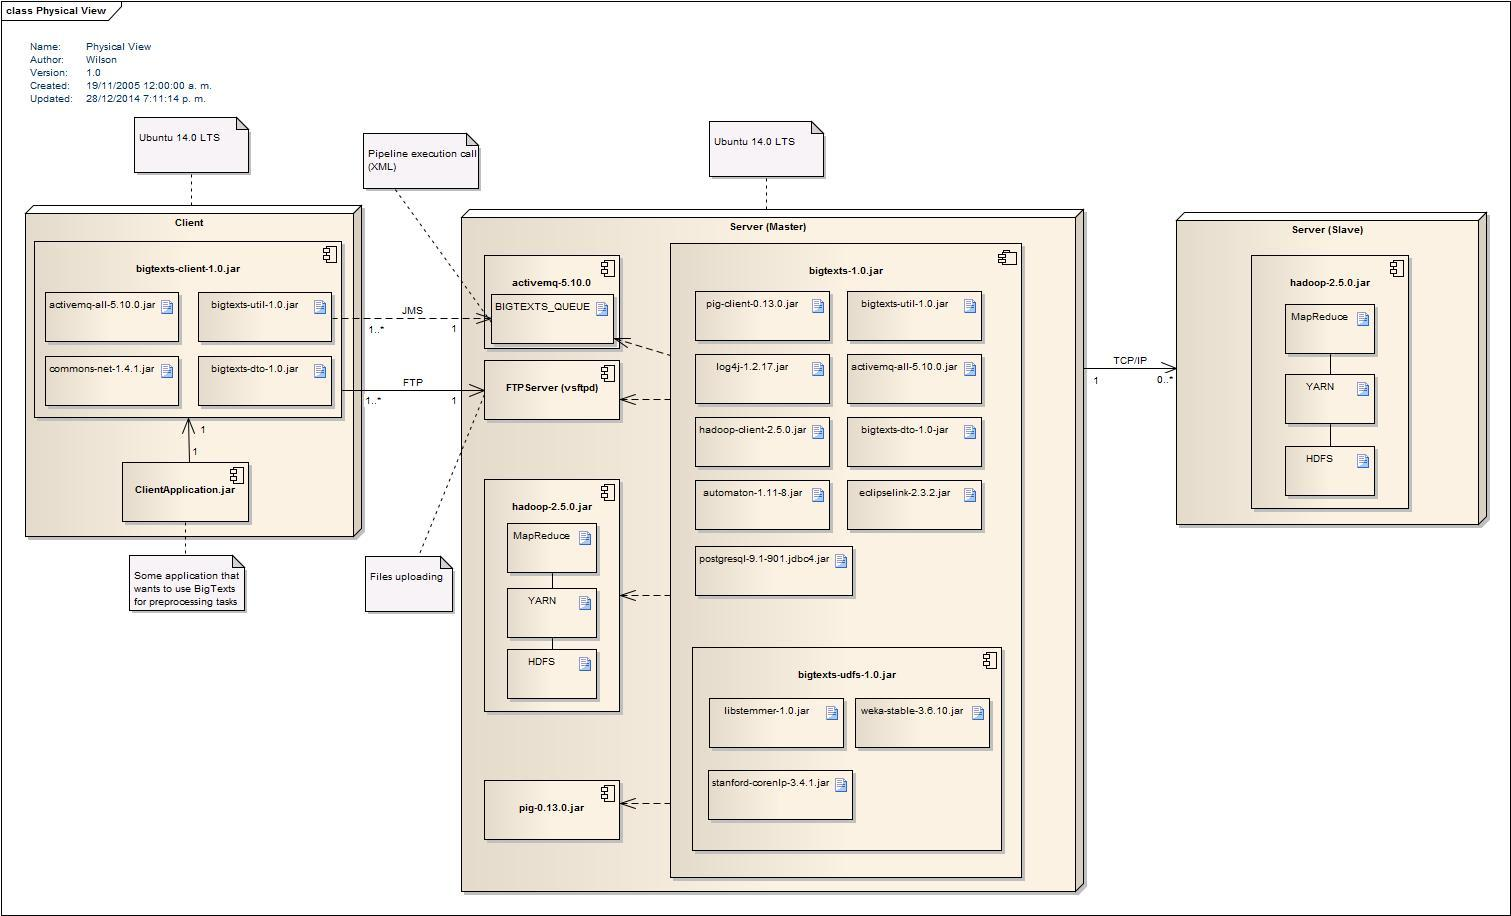 class Physical View
Name: Physical View
Author: Wilson
Version: 1.0
Created: 19/11/2005 12:00:00 a. m.
Updated: 28/12/2014 7:11:14 p. m.
Ubuntu 14.0 LTS
Pipeline execution call
(XML)
Ubuntu 14.0 LTS
Client
bigtexts-client-1.0.jar
activemq-all-5.10.0.jar
bigtexts-util-1.0.jar
commons-net-1.4.1.jar
bigtexts-dto-1.0.jar
1
1
ClientApplication.jar
Some application that
wants to use BigTexts
for preprocessing tasks
JMS
1..*
1
FTP
1..*
1
Files uploading
Server (Master)
activemq-5.10.0
BIGTEXTS_QUEUE
FTPServer (vsftpd)
hadoop-2.5.0.jar
MapReduce
YARN
HDFS
pig-0.13.0.jar
bigtexts-1.0.jar
pig-client-0.13.0.jar
bigtexts-util-1.0.jar
log4j-1.2.17.jar
activemq-all-5.10.0.jar
hadoop-client-2.5.0.jar
bigtexts-dto-1.0-jar
automaton-1.11-8.jar
eclipselink-2.3.2.jar
postgresql-9.1-901.jdbc4.jar
bigtexts-udfs-1.0.jar
libstemmer-1.0.jar
weka-stable-3.6.10.jar
stanford-corenlp-3.4.1.jar
TCP/IP
1
0..*
Server (Slave)
hadoop-2.5.0.jar
MapReduce
YARN
HDFS